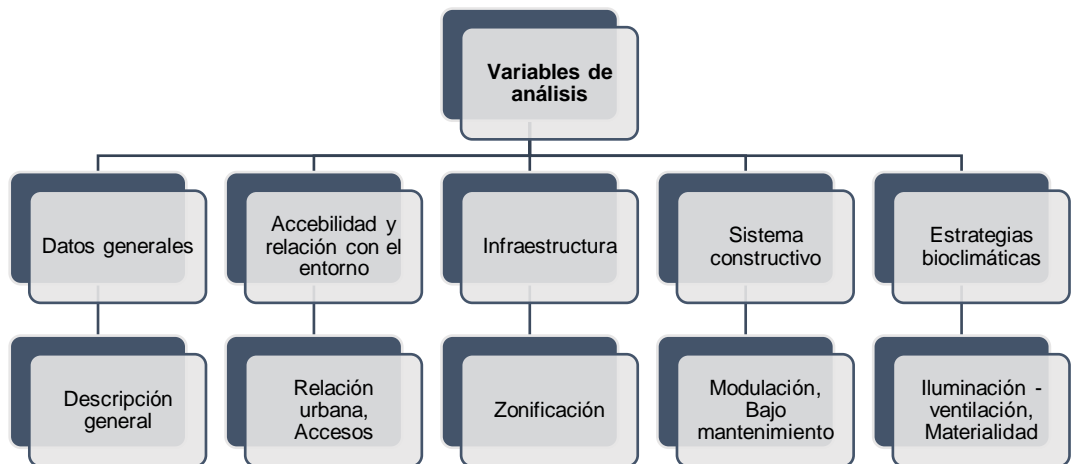 Variables de
análisis
Datos generales
Accebilidad y
relación con el
entorno
Infraestructura
Sistema
constructivo
Estrategias
bioclimáticas
Descripción
general
Relación
urbana,
Accesos
Zonificación
Modulación,
Bajo
mantenimiento
Iluminación -
ventilación,
Materialidad